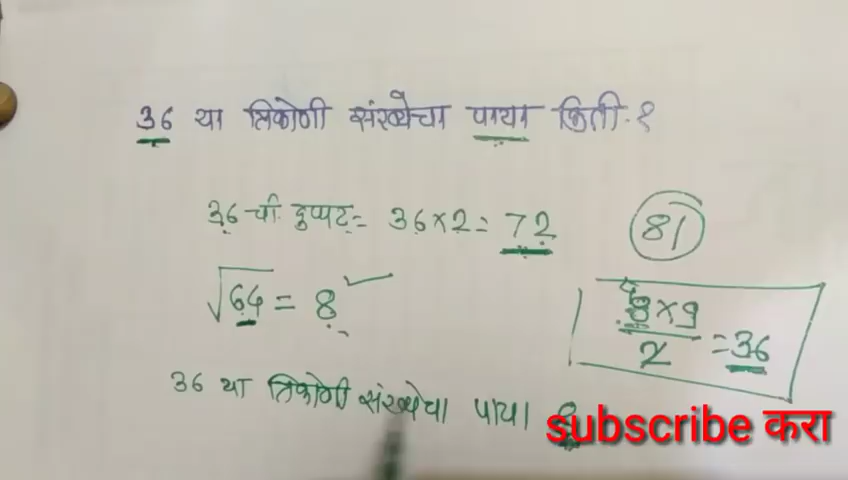 36 या त्रिकोणी संख्येचा पाया किती.?
36 ची दुप्पट = 36×2 = 72
81
√64 = 8 ✓
8×9/2 = 36
36 या त्रिकोणी संख्येचा पाया
subscribe करा